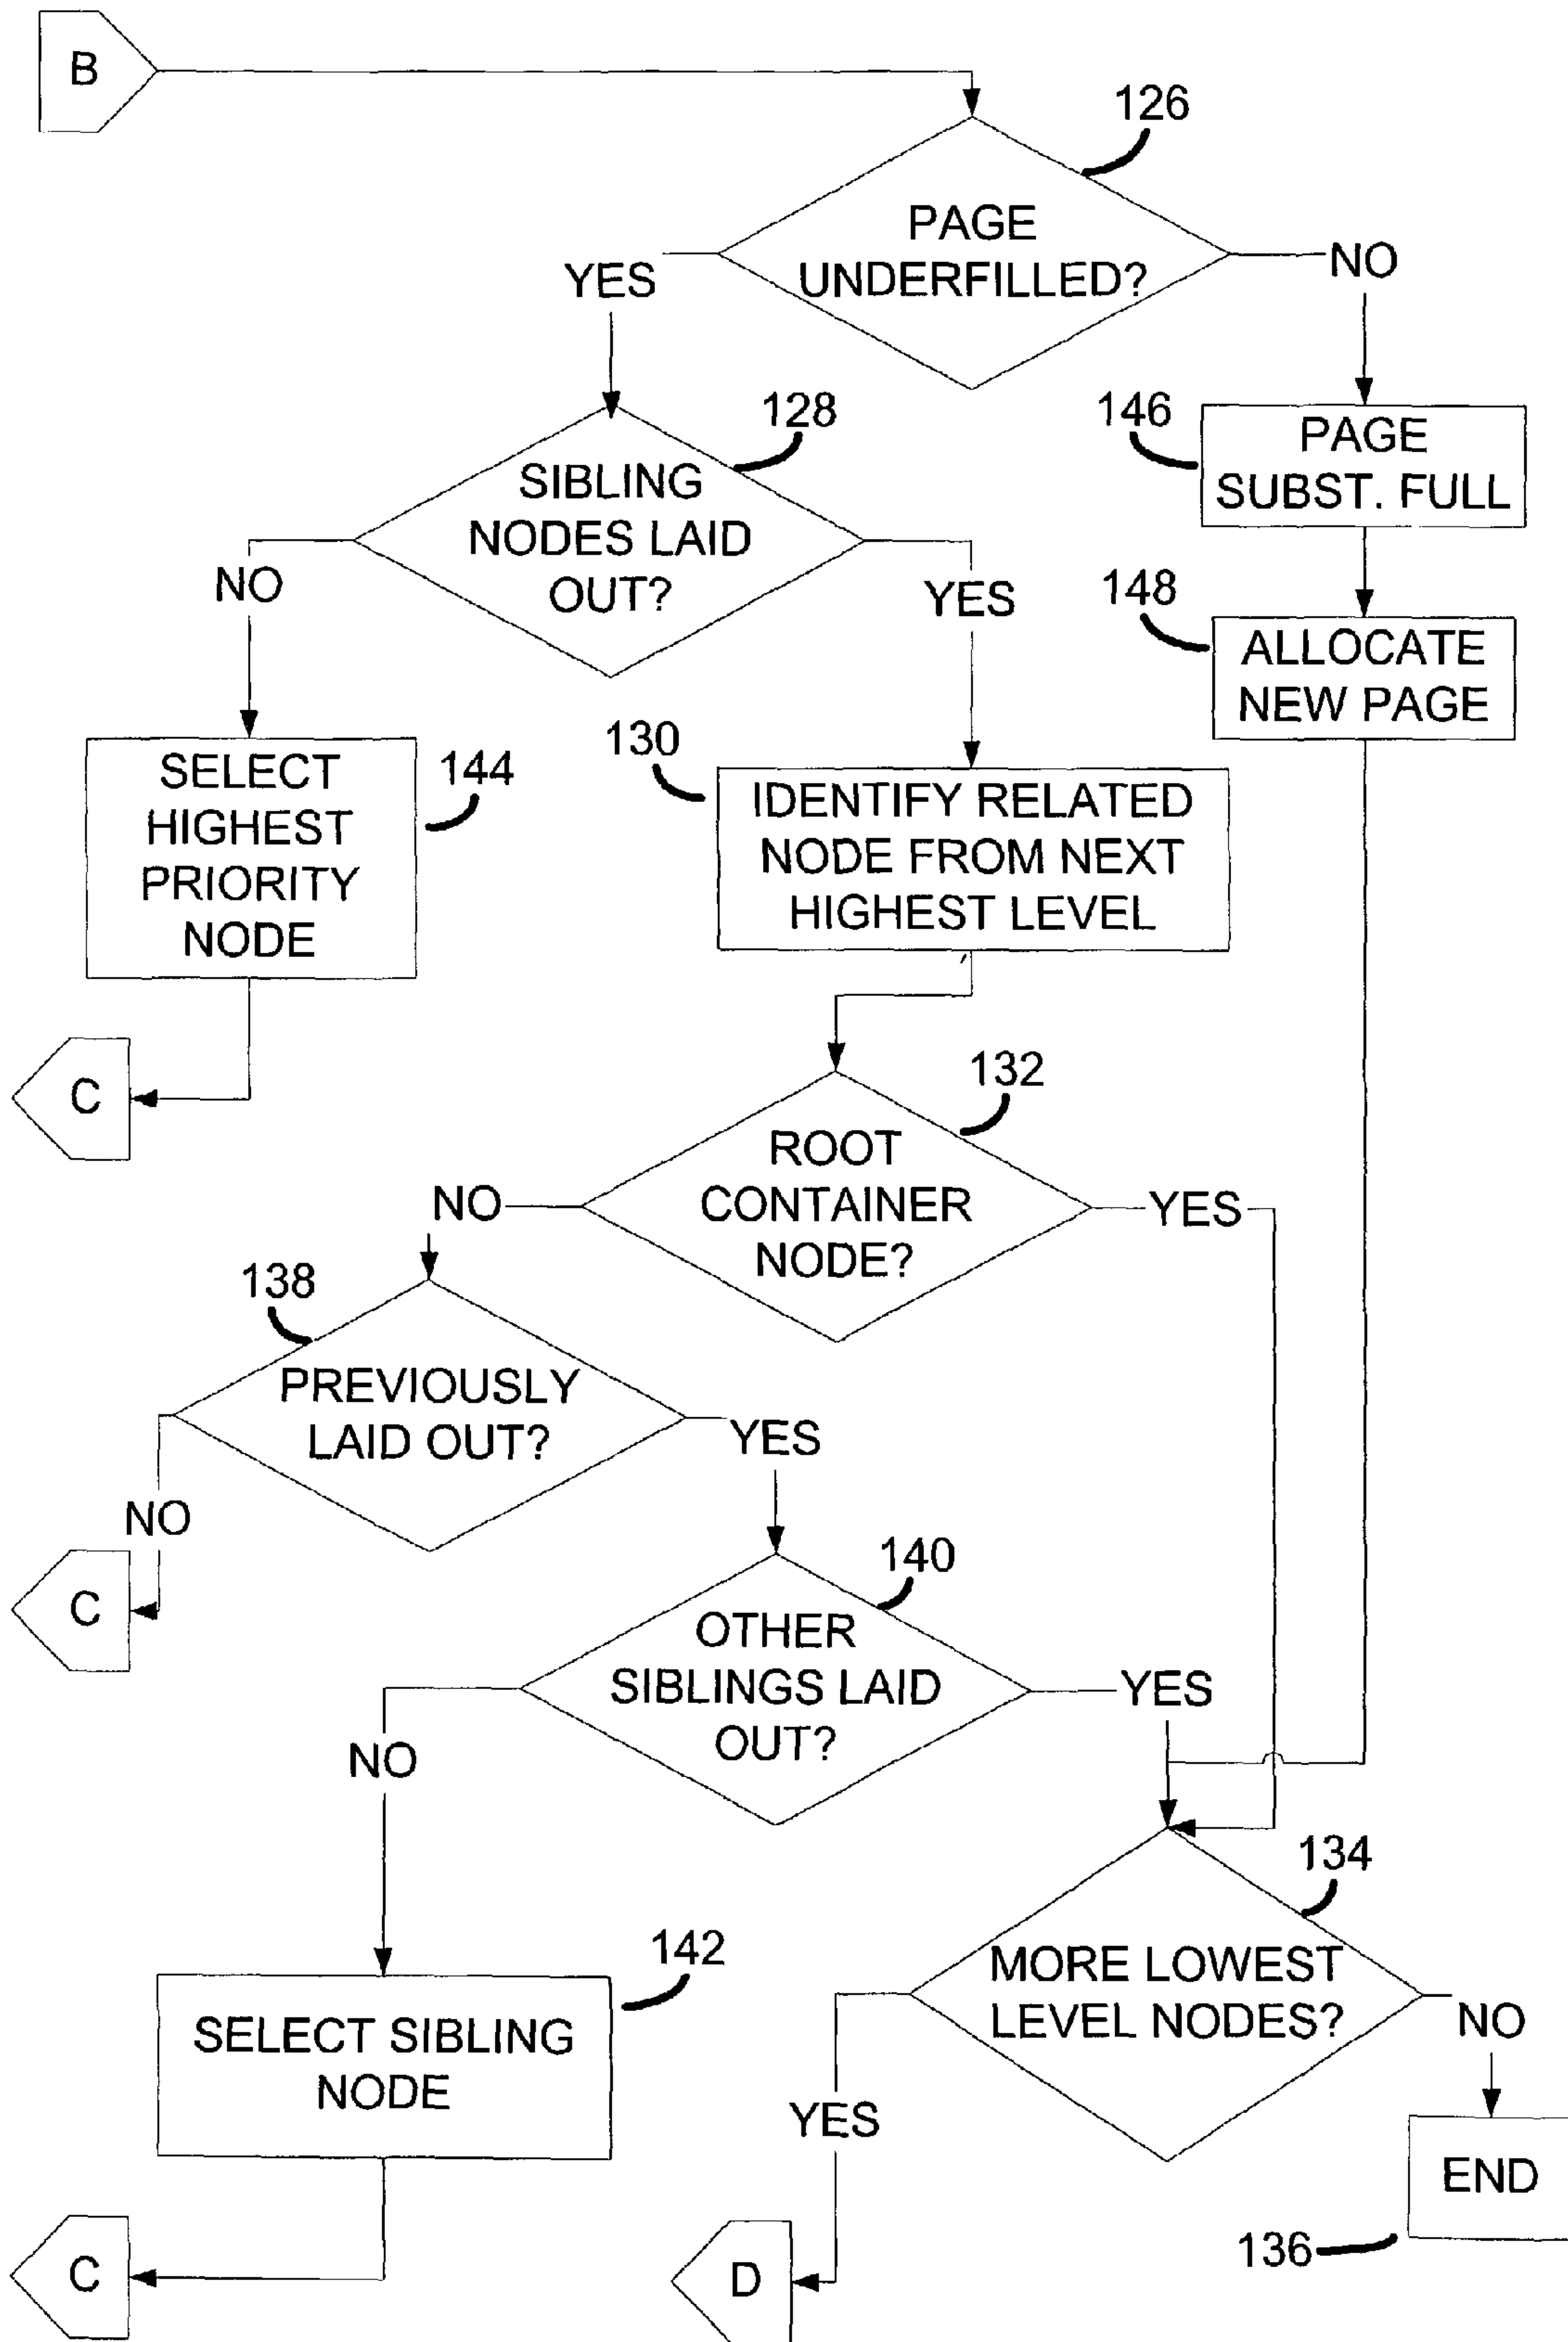 B
126
PAGE
UNDERFILLED?
YES
NO
128
SIBLING
NODES LAID
OUT?
146
PAGE
SUBST. FULL
NO
YES
148
ALLOCATE
NEW PAGE
SELECT
HIGHEST
PRIORITY
NODE
144
130
IDENTIFY RELATED
NODE FROM NEXT
HIGHEST LEVEL
C
132
ROOT
CONTAINER
NODE?
NO
YES
138
PREVIOUSLY
LAID OUT?
YES
NO
C
140
OTHER
SIBLINGS LAID
OUT?
YES
NO
134
MORE LOWEST
LEVEL NODES?
142
SELECT SIBLING
NODE
NO
YES
END
136
C
D